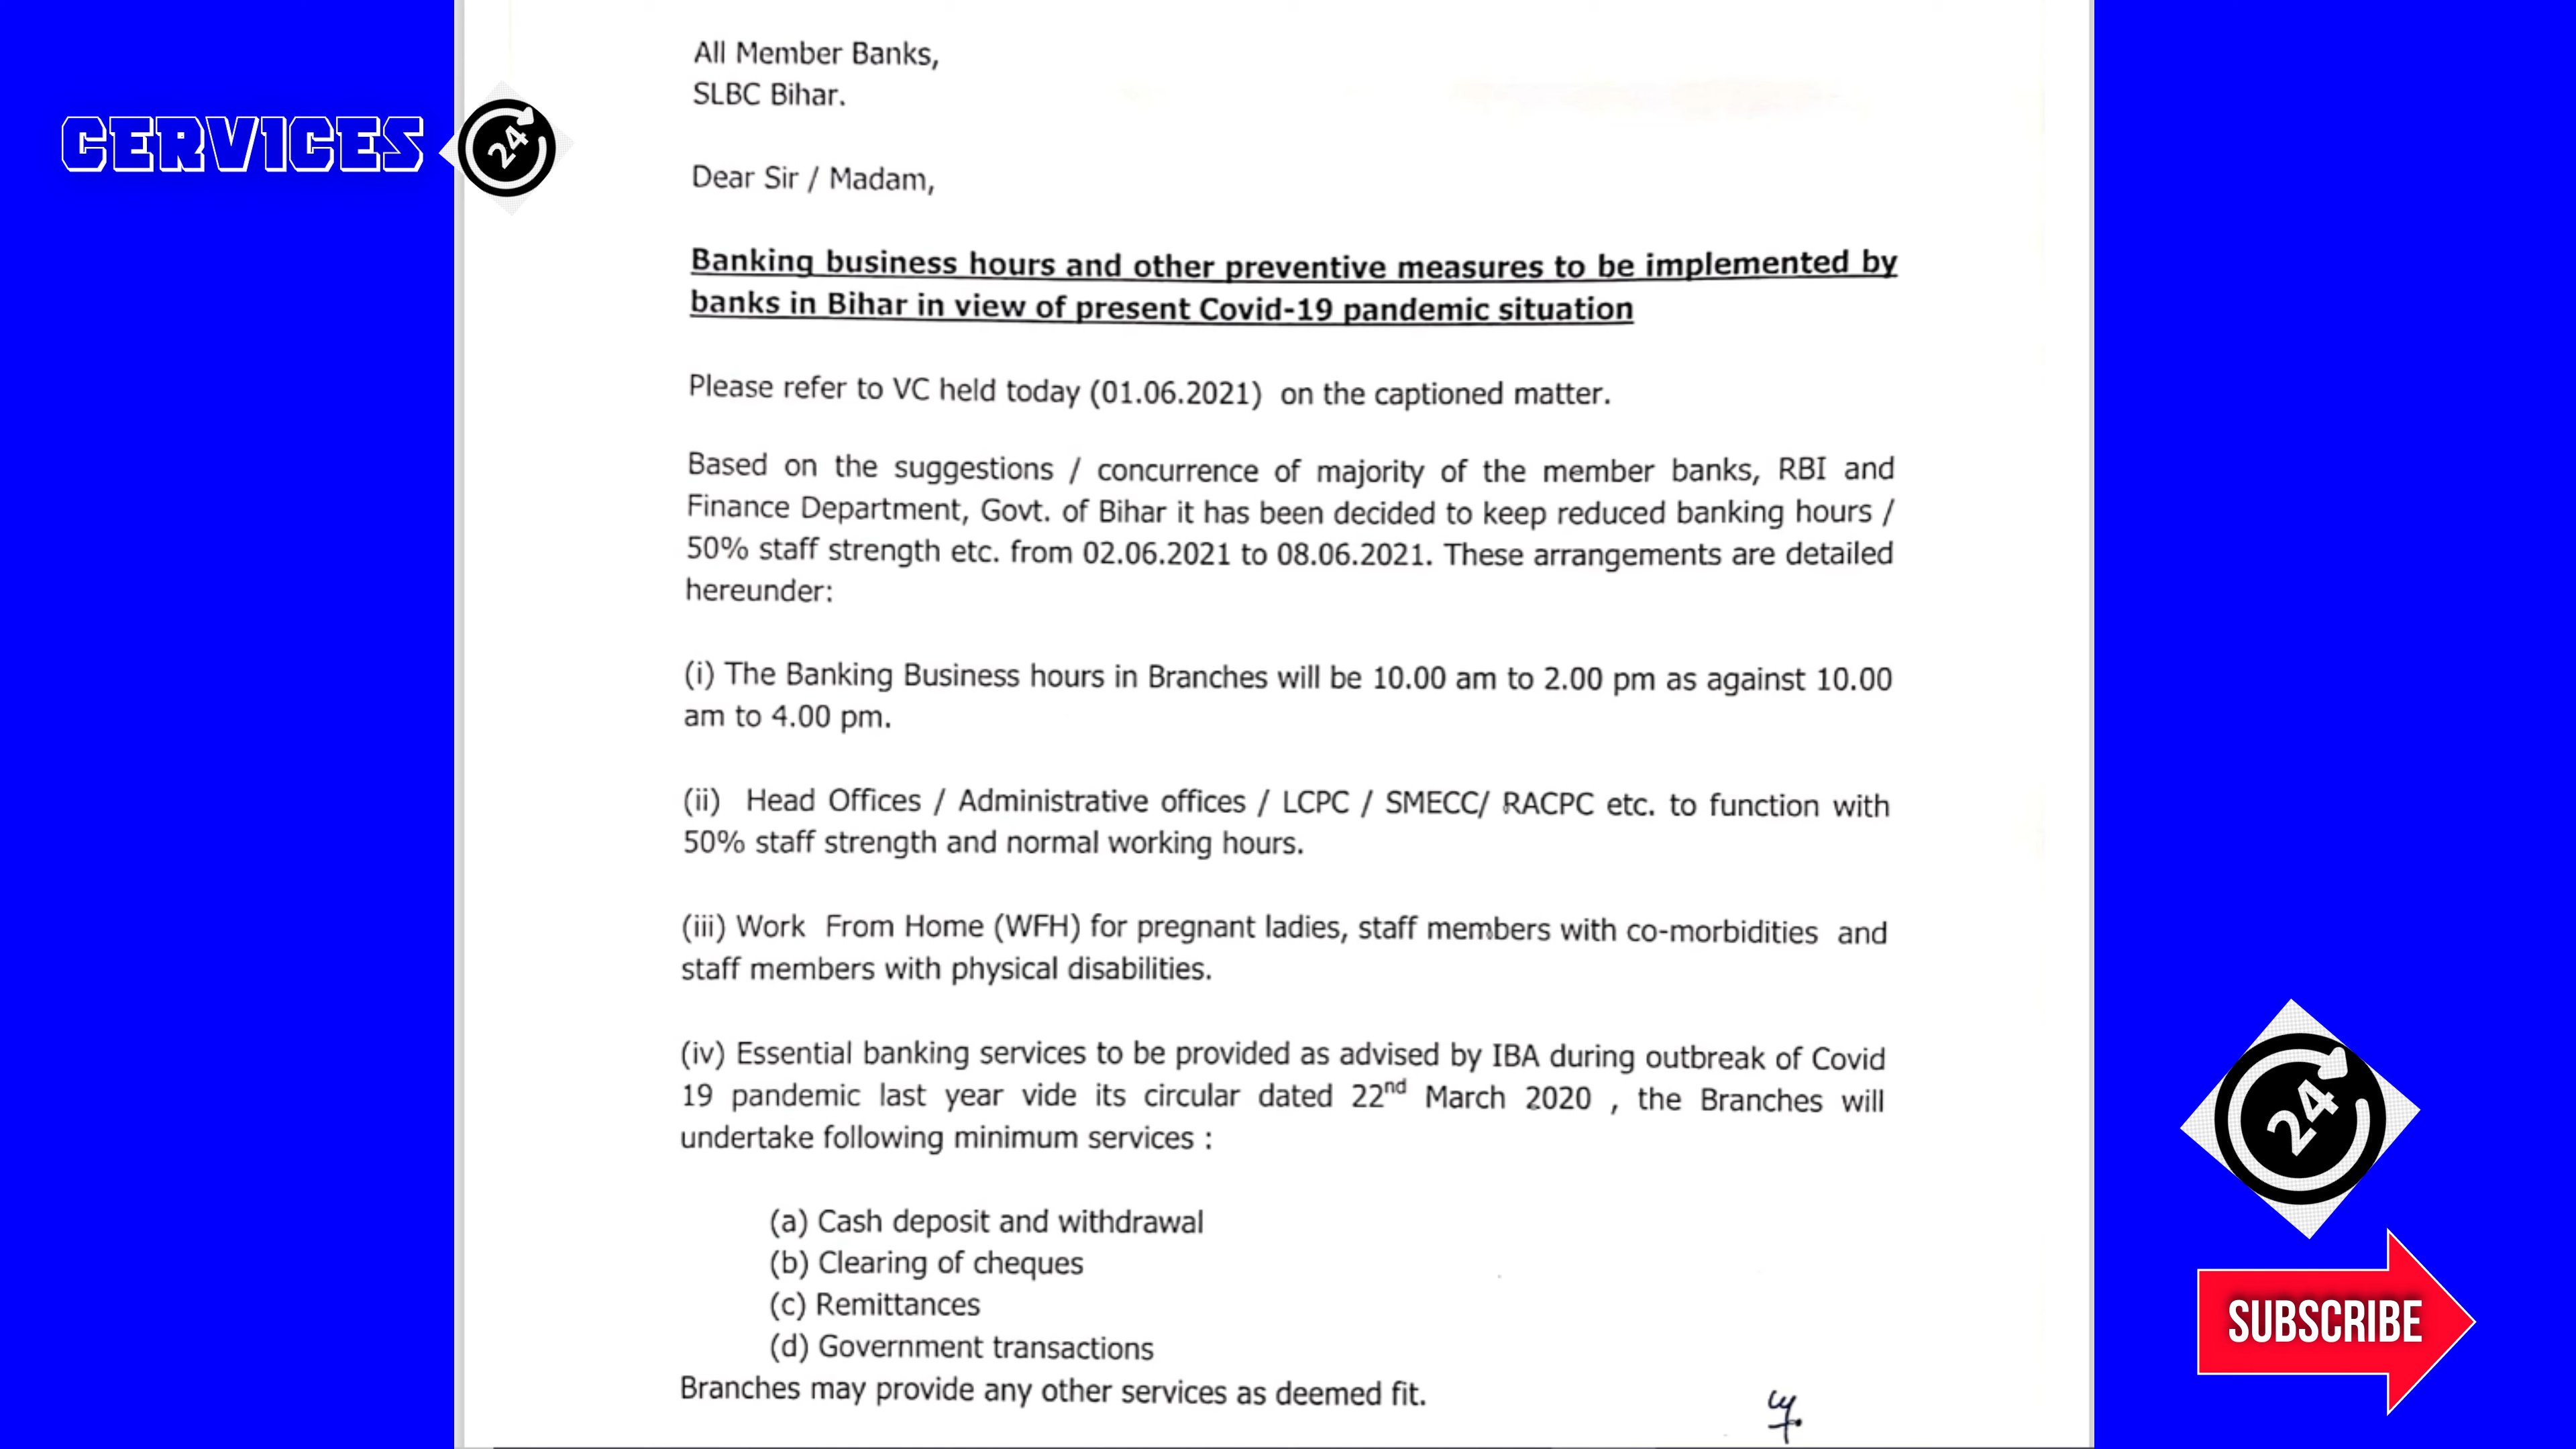 All Member Banks,
SLBC Bihar.
CERVICES
24
Dear Sir / Madam,
Banking business hours and other preventive measures to be implemented by
banks in Bihar in view of present Covid-19 pandemic situation
Please refer to VC held today (01.06.2021) on the captioned matter.
Based on the suggestions / concurrence of majority of the member banks, RBI and
Finance Department, Govt. of Bihar it has been decided to keep reduced banking hours /
50% staff strength etc. from 02.06.2021 to 08.06.2021. These arrangements are detailed
hereunder:
(i) The Banking Business hours in Branches will be 10.00 am to 2.00 pm as against 10.00
am to 4.00 pm.
(ii) Head Offices / Administrative offices / LCPC / SMECC/ RACPC etc. to function with
50% staff strength and normal working hours.
(iii) Work From Home (WFH) for pregnant ladies, staff members with co-morbidities and
staff members with physical disabilities.
(iv) Essential banking services to be provided as advised by IBA during outbreak of Covid
19 pandemic last year vide its circular dated 22nd March 2020 , the Branches will
undertake following minimum services :
(a) Cash deposit and withdrawal
(b) Clearing of cheques
(c) Remittances
(d) Government transactions
Branches may provide any other services as deemed fit.
24
SUBSCRIBE